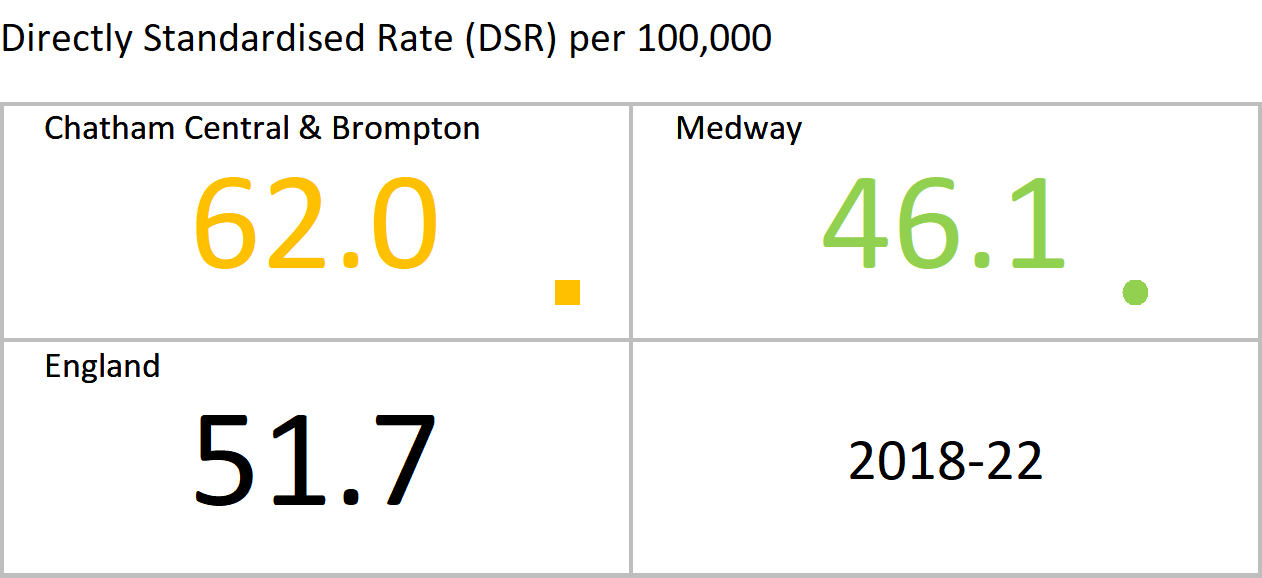 Directly Standardised Rate (DSR) per 100,000
Chatham Central & Brompton
62.0
Medway
46.1
England
51.7
2018-22